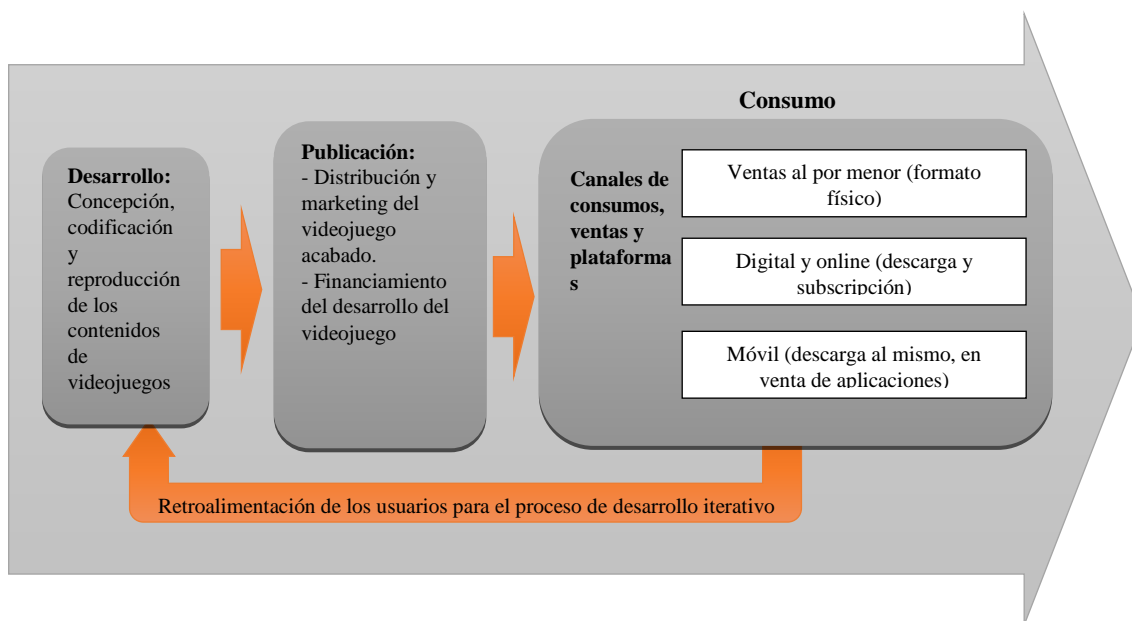 Desarrollo:
Concepción,
codificación
y
reproducción
de los
contenidos
de
videojuegos
Publicación:
- Distribución y
marketing del
videojuego
acabado.
- Financiamiento
del desarrollo del
videojuego
Consumo
Canales de
consumos,
ventas y
plataforma
s
Ventas al por menor (formato
físico)
Digital y online (descarga y
subscripción)
Móvil (descarga al mismo, en
venta de aplicaciones)
Retroalimentación de los usuarios para el proceso de desarrollo iterativo